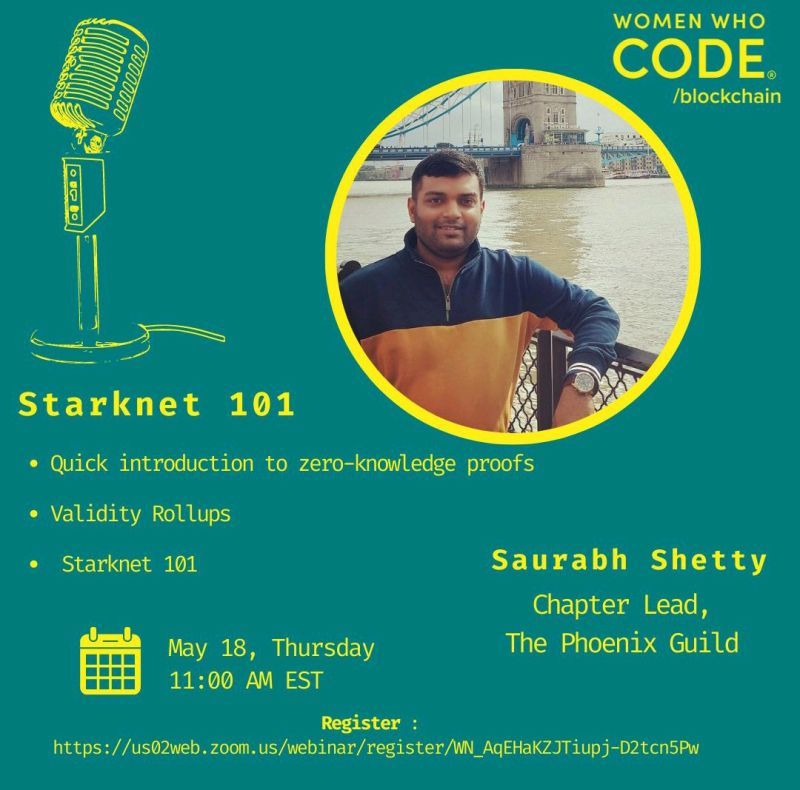 WOMEN WHO
CODE®
/blockchain
Starknet 101
• Quick introduction to zero-knowledge proofs
• Validity Rollups
• Starknet 101
Saurabh Shetty
Chapter Lead,
The Phoenix Guild
May 18, Thursday
11:00 AM EST
Register :
https://us02web.zoom.us/webinar/register/WN_AqEHaKZJTiupj-D2tcn5Pw